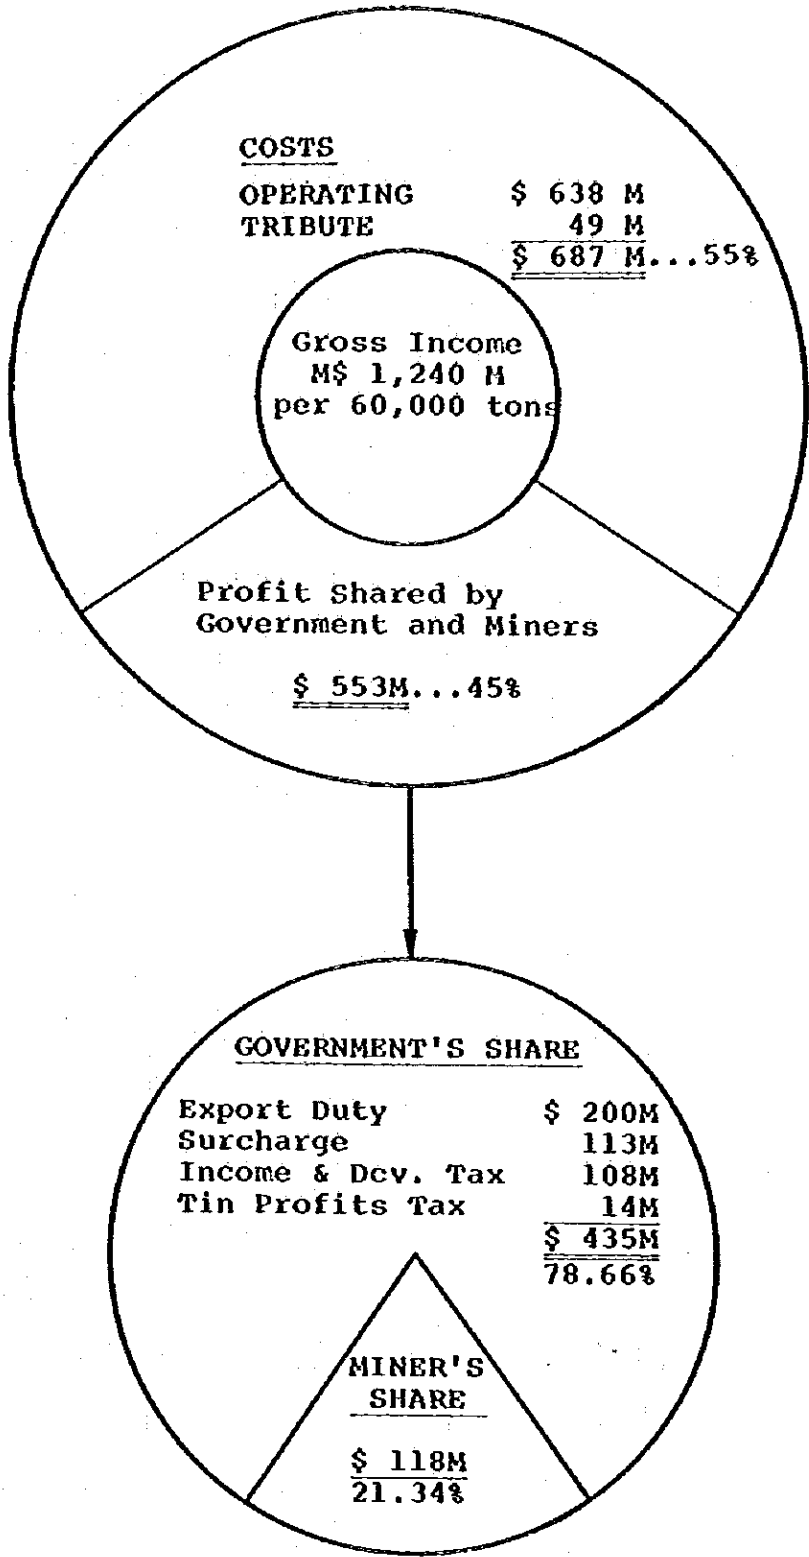 COSTS
OPERATING $ 638 M
TRIBUTE 49 M
$ 687 M...55%
Gross Income
M$ 1,240 M
per 60,000 tons
Profit Shared by
Government and Miners
$ 553M...45%
GOVERNMENT'S SHARE
Export Duty $ 200M
Surcharge 113M
Income & Dev. Tax 108M
Tin Profits Tax 14M
$ 435M
78.66%
MINER'S
SHARE
$ 118M
21.34%